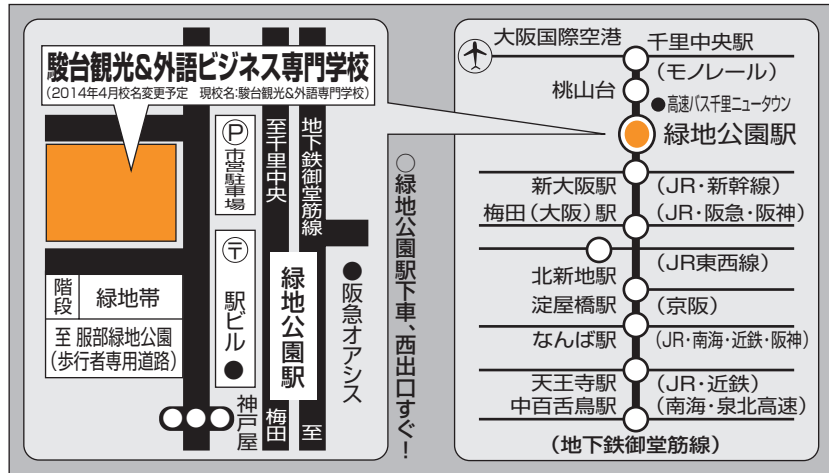 駿台観光&外語ビジネス専門学校
(2014年4月校名変更予定 現校名:駿台観光&外語専門学校)
Ⓟ市営駐車場
至千里中央
地下鉄御堂筋線
〒
駅ビル●
緑地公園駅
●阪急オアシス
階段
緑地帯
至 服部緑地公園
(歩行者専用道路)
神戸屋
梅田
至
○緑地公園駅下車、西出口すぐ!
大阪国際空港
千里中央駅
(モノレール)
桃山台
●高速バス千里ニュータウン
緑地公園駅
新大阪駅 (JR・新幹線)
梅田(大阪)駅 (JR・阪急・阪神)
北新地駅 (JR東西線)
淀屋橋駅 (京阪)
なんば駅 (JR・南海・近鉄・阪神)
天王寺駅 (JR・近鉄)
中百舌鳥駅 (南海・泉北高速)
(地下鉄御堂筋線)